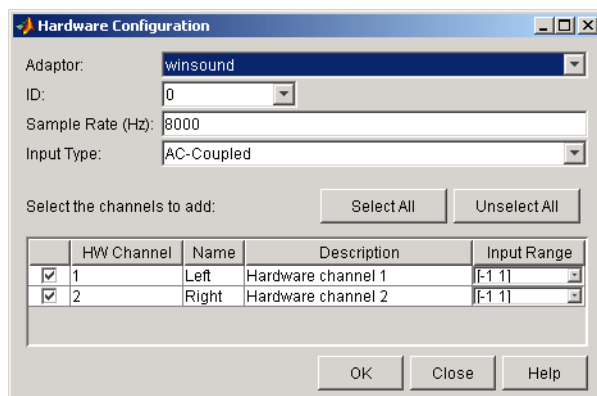 Hardware Configuration
Adaptor: winsound
ID: 0
Sample Rate (Hz): 8000
Input Type: AC-Coupled
Select the channels to add: Select All Unselect All
HW Channel Name Description Input Range
1 Left Hardware channel 1 [-1 1]
2 Right Hardware channel 2 [-1 1]
OK Close Help